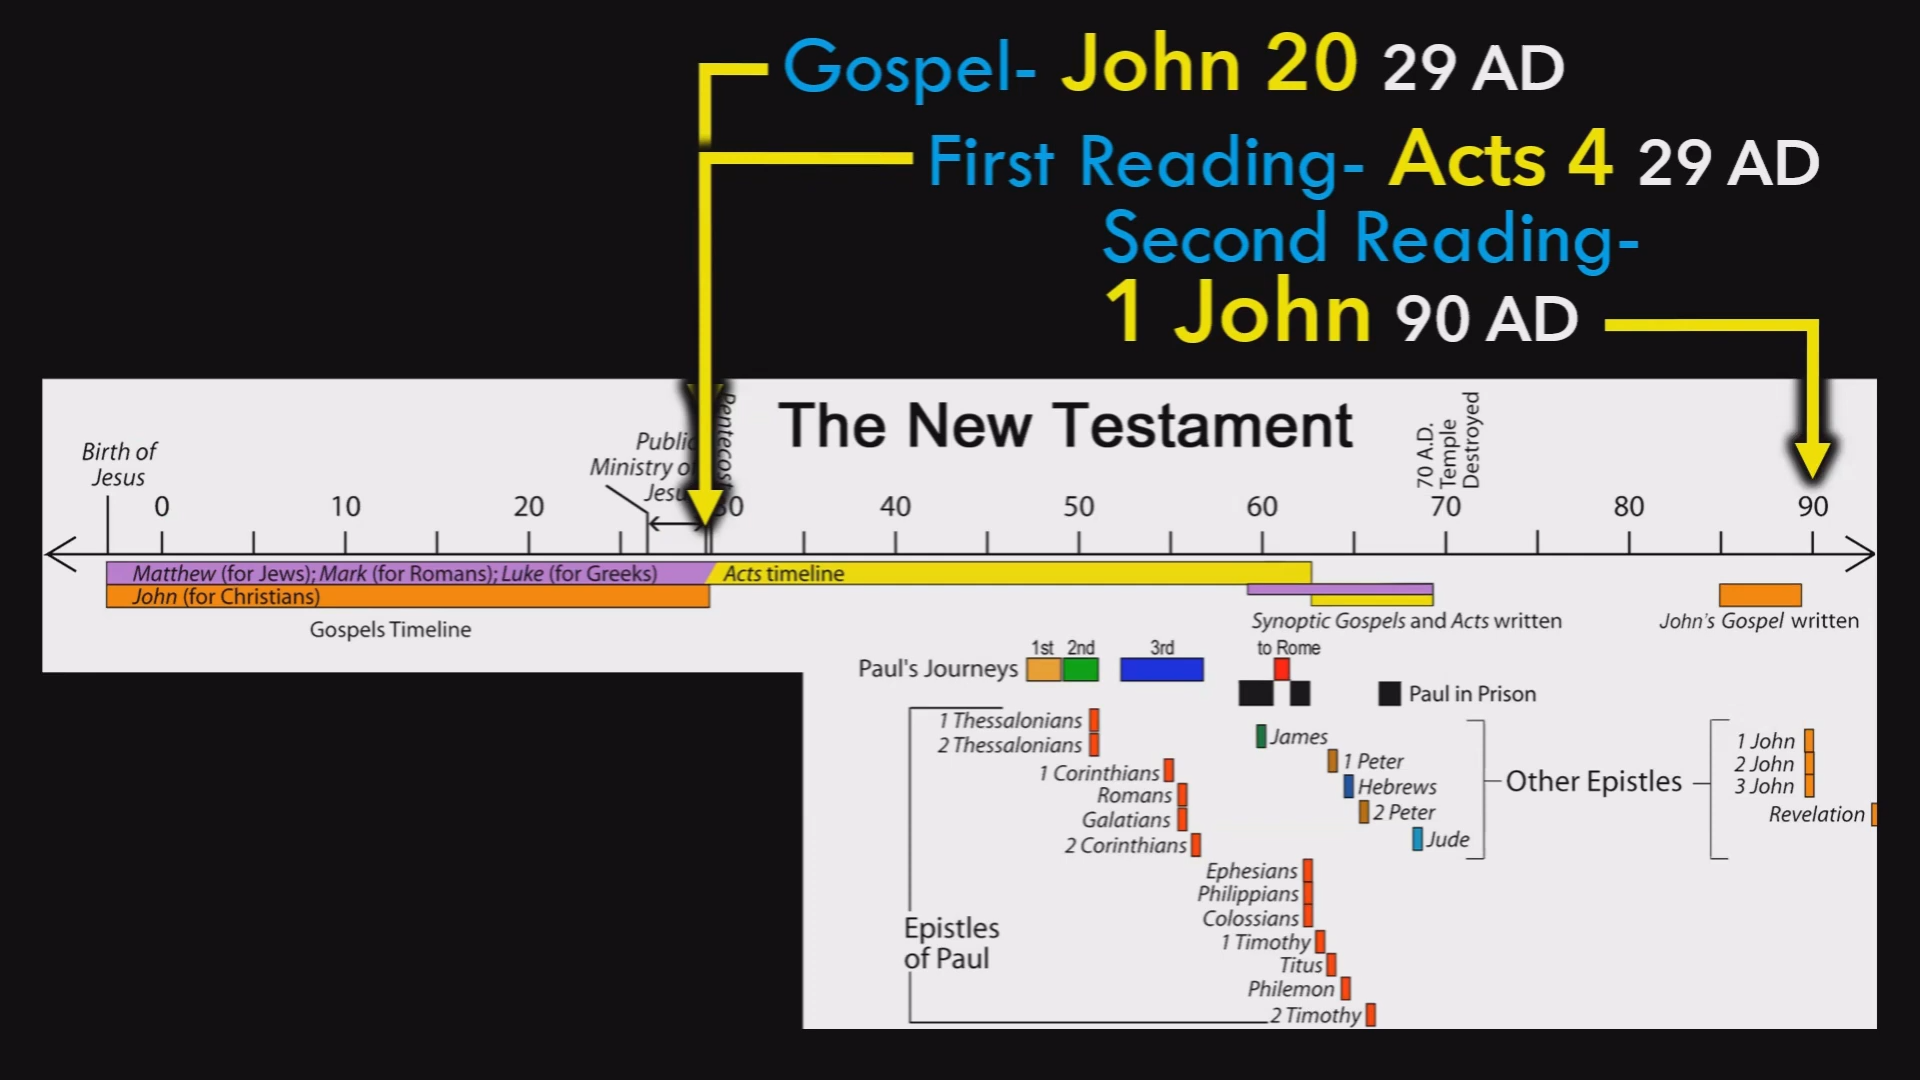 Gospel- John 20 29 AD
First Reading- Acts 4 29 AD
Second Reading-
1 John 90 AD
The New Testament
Birth of
Jesus
Public
Ministry of
Jesus
Pentecost
70 A.D.
Temple
Destroyed
0 10 20 30 40 50 60 70 80 90
Matthew (for Jews); Mark (for Romans); Luke (for Greeks)
Acts timeline
John (for Christians)
Gospels Timeline
Synoptic Gospels and Acts written
John's Gospel written
1st 2nd 3rd to Rome
Paul's Journeys
Paul in Prison
1 Thessalonians
2 Thessalonians
1 Corinthians
Romans
Galatians
2 Corinthians
Ephesians
Philippians
Colossians
1 Timothy
Titus
Philemon
2 Timothy
Epistles
of Paul
James
1 Peter
Hebrews
2 Peter
Jude
Other Epistles
1 John
2 John
3 John
Revelation